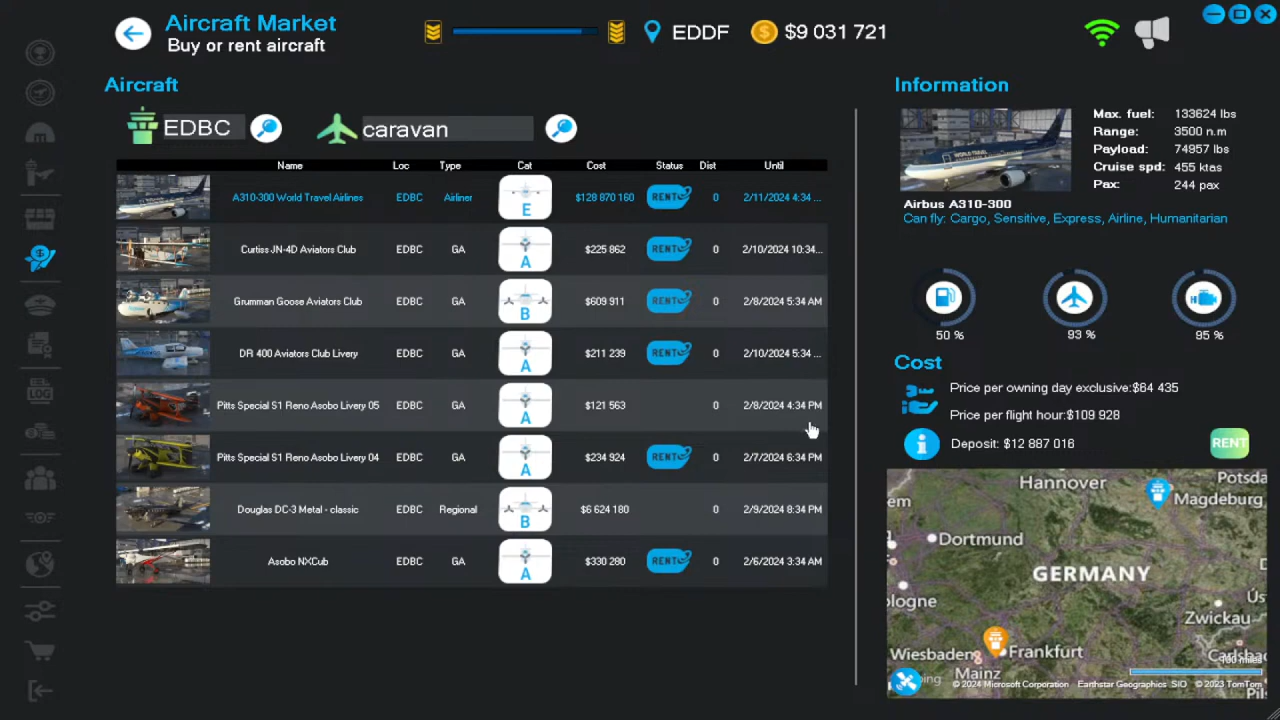 Aircraft Market
Buy or rent aircraft
EDDF
$9 031 721
Aircraft
EDBC
caravan
Name Loc Type Cat Cost Status Dist Until
A310-300 World Travel Airlines EDBC Airliner E $128 870 160 RENT 0 2/11/2024 4:34 ...
Curtiss JN-4D Aviators Club EDBC GA A $225 862 RENT 0 2/10/2024 10:34...
Grumman Goose Aviators Club EDBC GA B $609 911 RENT 0 2/8/2024 5:34 AM
DR 400 Aviators Club Livery EDBC GA A $211 239 RENT 0 2/10/2024 5:34 ...
Pitts Special S1 Reno Asobo Livery 05 EDBC GA A $121 563 0 2/8/2024 4:34 PM
Pitts Special S1 Reno Asobo Livery 04 EDBC GA A $234 924 RENT 0 2/7/2024 6:34 PM
Douglas DC-3 Metal - classic EDBC Regional B $6 624 180 0 2/9/2024 8:34 PM
Asobo NXCub EDBC GA A $330 280 RENT 0 2/6/2024 3:34 AM
Information
Max. fuel: 133624 lbs
Range: 3500 n.m
Payload: 74957 lbs
Cruise spd: 455 ktas
Pax: 244 pax
Airbus A310-300
Can fly: Cargo, Sensitive, Express, Airline, Humanitarian
50 % 93 % 95 %
Cost
Price per owning day exclusive:$64 435
Price per flight hour:$109 928
Deposit: $12 887 016
RENT
Hannover
Potsda
em
Magdeburg
Dortmund
GERMANY
ologne
Ús
Zwickau
Wiesbaden
Frankfurt
Carlsba
100 miles
Mainz
ping
© 2024 Microsoft Corporation Earthstar Geographics SIO © 2023 TomTom
Pil
LOG